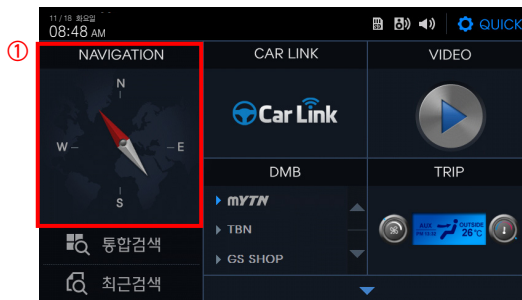 11 / 18 화요일
08:48 AM
QUICK
①
NAVIGATION
CAR LINK
VIDEO
N
W
E
S
Car Link
DMB
TRIP
mYTN
TBN
GS SHOP
AUX
OUTSIDE
26°C
통합검색
최근검색